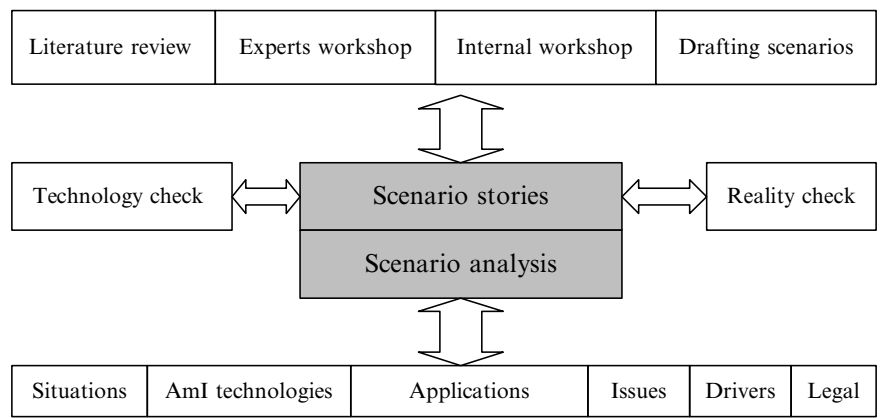 Literature review
Experts workshop
Internal workshop
Drafting scenarios
Technology check
Scenario stories
Reality check
Scenario analysis
Situations
AmI technologies
Applications
Issues
Drivers
Legal